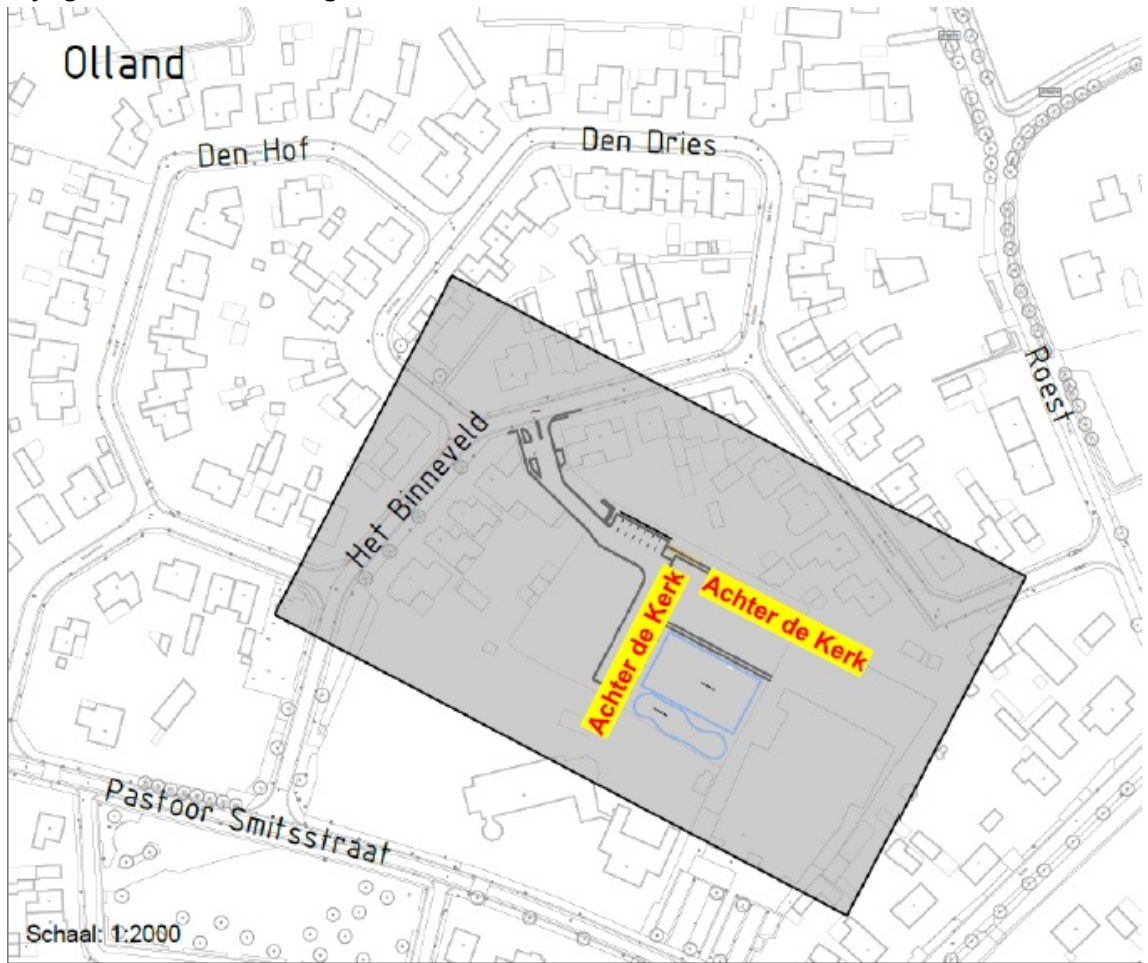 Olland
Den Hof
Den Dries
Roest
Het Binneveld
Achter de Kerk
Achter de Kerk
Pastoor Smitsstraat
Schaal: 1:2000